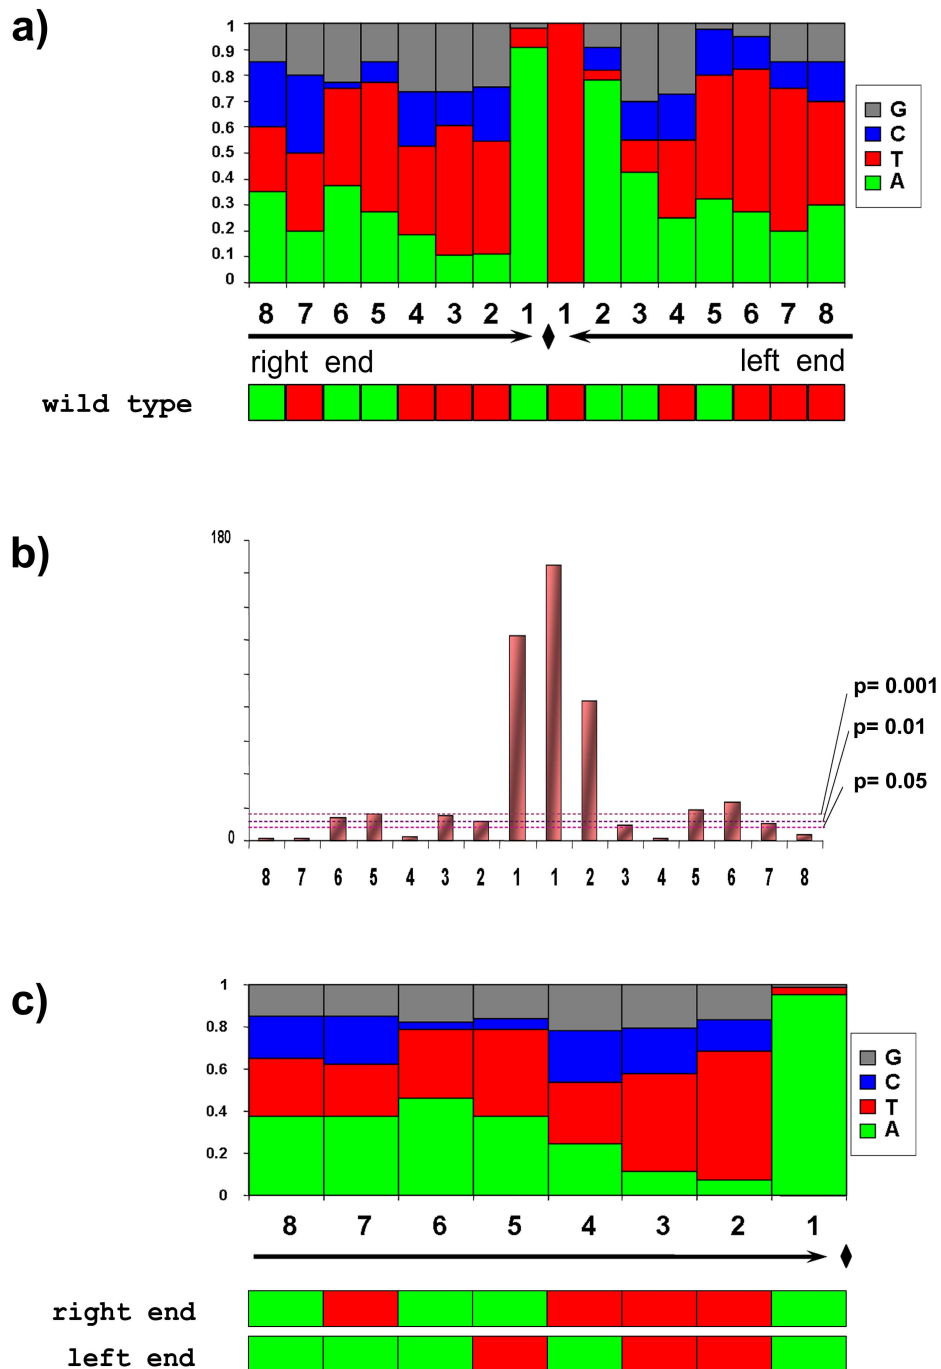 a)
1
0.9
0.8
0.7
0.6
0.5
0.4
0.3
0.2
0.1
0
G
C
T
A
8 7 6 5 4 3 2 1 1 2 3 4 5 6 7 8
right end left end
wild type
b)
180
0
p= 0.001
p= 0.01
p= 0.05
8 7 6 5 4 3 2 1 1 2 3 4 5 6 7 8
c)
1
0.8
0.6
0.4
0.2
0
G
C
T
A
8 7 6 5 4 3 2 1
right end
left end